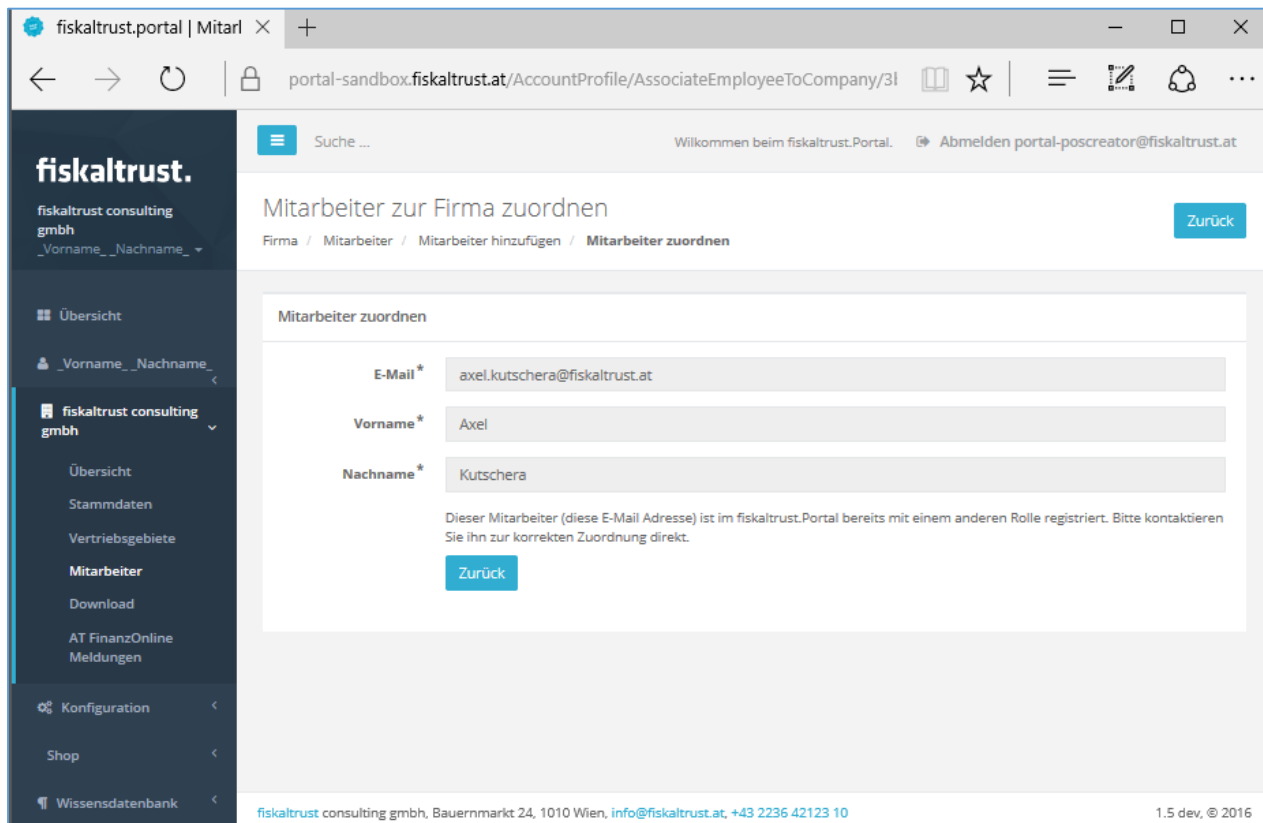 fiskaltrust.portal | Mitarl
portal-sandbox.fiskaltrust.at/AccountProfile/AssociateEmployeeToCompany/3l
fiskaltrust.
fiskaltrust consulting
gmbh
_Vorname_ _Nachname_
Suche ...
Wilkommen beim fiskaltrust.Portal.
Abmelden portal-poscreator@fiskaltrust.at
Mitarbeiter zur Firma zuordnen
Firma / Mitarbeiter / Mitarbeiter hinzufügen / Mitarbeiter zuordnen
Zurück
Übersicht
_Vorname_ _Nachname_
fiskaltrust consulting
gmbh
Übersicht
Stammdaten
Vertriebsgebiete
Mitarbeiter
Download
AT FinanzOnline
Meldungen
Konfiguration
Shop
Wissensdatenbank
Mitarbeiter zuordnen
E-Mail* axel.kutschera@fiskaltrust.at
Vorname* Axel
Nachname* Kutschera
Dieser Mitarbeiter (diese E-Mail Adresse) ist im fiskaltrust.Portal bereits mit einem anderen Rolle registriert. Bitte kontaktieren
Sie ihn zur korrekten Zuordnung direkt.
Zurück
fiskaltrust consulting gmbh, Bauernmarkt 24, 1010 Wien, info@fiskaltrust.at, +43 2236 42123 10
1.5 dev, © 2016